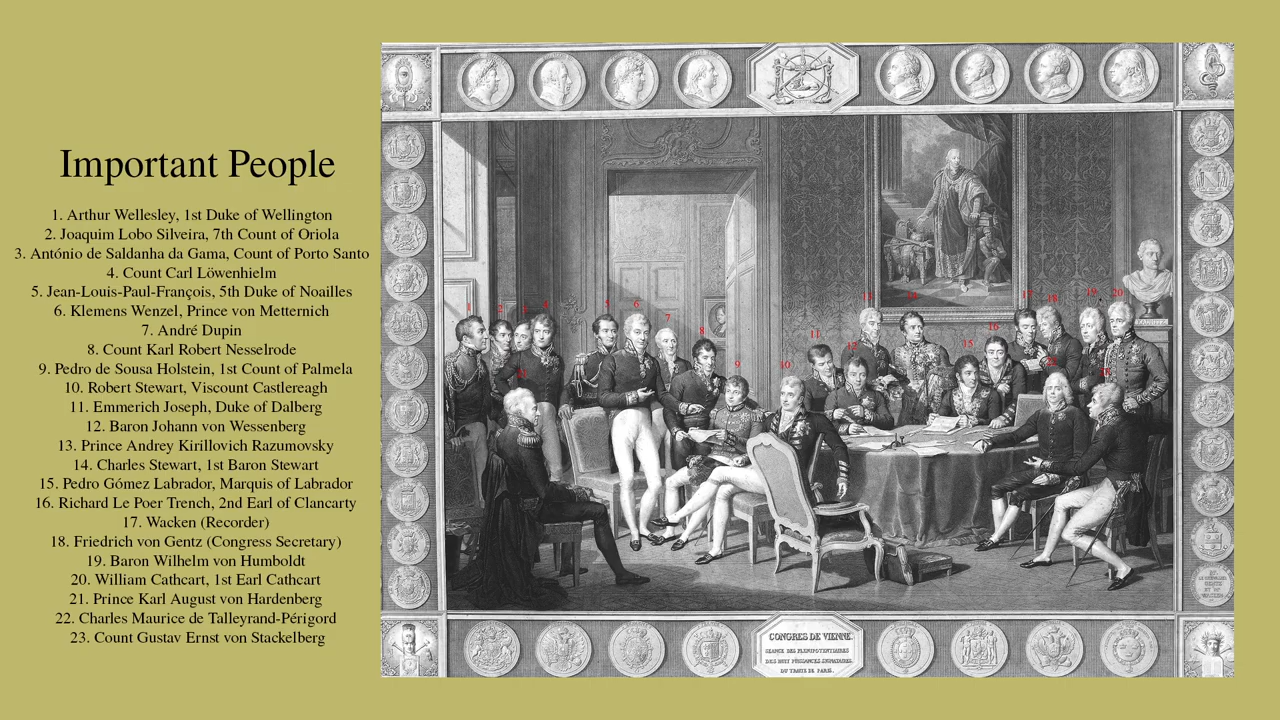 Important People
1. Arthur Wellesley, 1st Duke of Wellington
2. Joaquim Lobo Silveira, 7th Count of Oriola
3. António de Saldanha da Gama, Count of Porto Santo
4. Count Carl Löwenhielm
5. Jean-Louis-Paul-François, 5th Duke of Noailles
6. Klemens Wenzel, Prince von Metternich
7. André Dupin
8. Count Karl Robert Nesselrode
9. Pedro de Sousa Holstein, 1st Count of Palmela
10. Robert Stewart, Viscount Castlereagh
11. Emmerich Joseph, Duke of Dalberg
12. Baron Johann von Wessenberg
13. Prince Andrey Kirillovich Razumovsky
14. Charles Stewart, 1st Baron Stewart
15. Pedro Gómez Labrador, Marquis of Labrador
16. Richard Le Poer Trench, 2nd Earl of Clancarty
17. Wacken (Recorder)
18. Friedrich von Gentz (Congress Secretary)
19. Baron Wilhelm von Humboldt
20. William Cathcart, 1st Earl Cathcart
21. Prince Karl August von Hardenberg
22. Charles Maurice de Talleyrand-Périgord
23. Count Gustav Ernst von Stackelberg
1
2
5
6
7
8
9
10
11
12
15
16
18
19
20
CONGRES DE VIENNE.
SEANCE DES PLENIPOTENTIAIRES
DES HUIT PUISSANCES SIGNATAIRES
DU TRAITE DE PARIS.